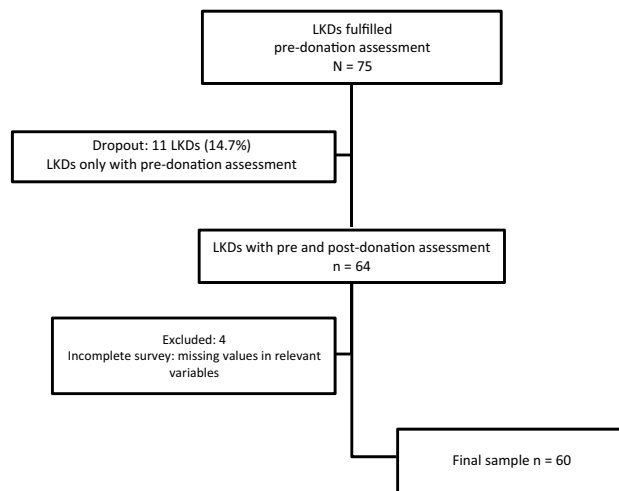 LKDs fulfilled
pre-donation assessment
N = 75
Dropout: 11 LKDs (14.7%)
LKDs only with pre-donation assessment
LKDs with pre and post-donation assessment
n = 64
Excluded: 4
Incomplete survey: missing values in relevant
variables
Final sample n = 60